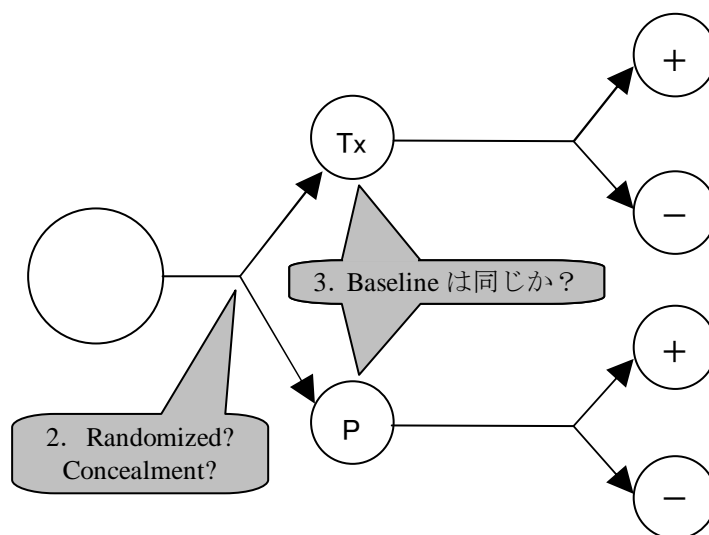 +
Tx
−
3. Baseline は同じか？
+
P
2. Randomized?
Concealment?
−